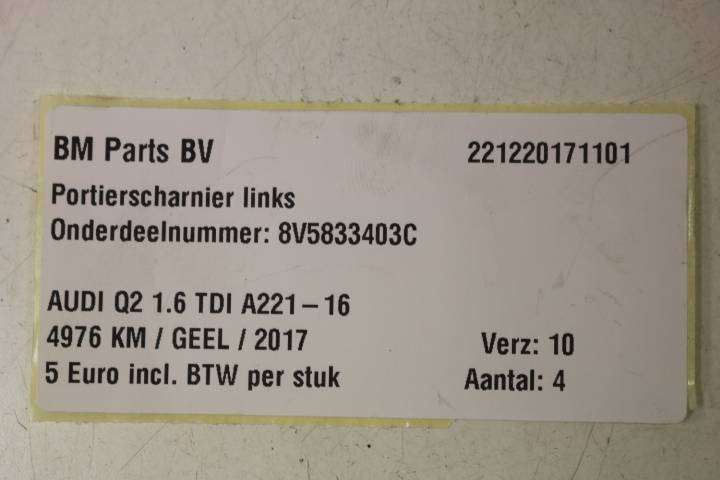 BM Parts BV 221220171101
Portierscharnier links
Onderdeelnummer: 8V5833403C
AUDI Q2 1.6 TDI A221-16
4976 KM / GEEL / 2017 Verz: 10
5 Euro incl. BTW per stuk Aantal: 4